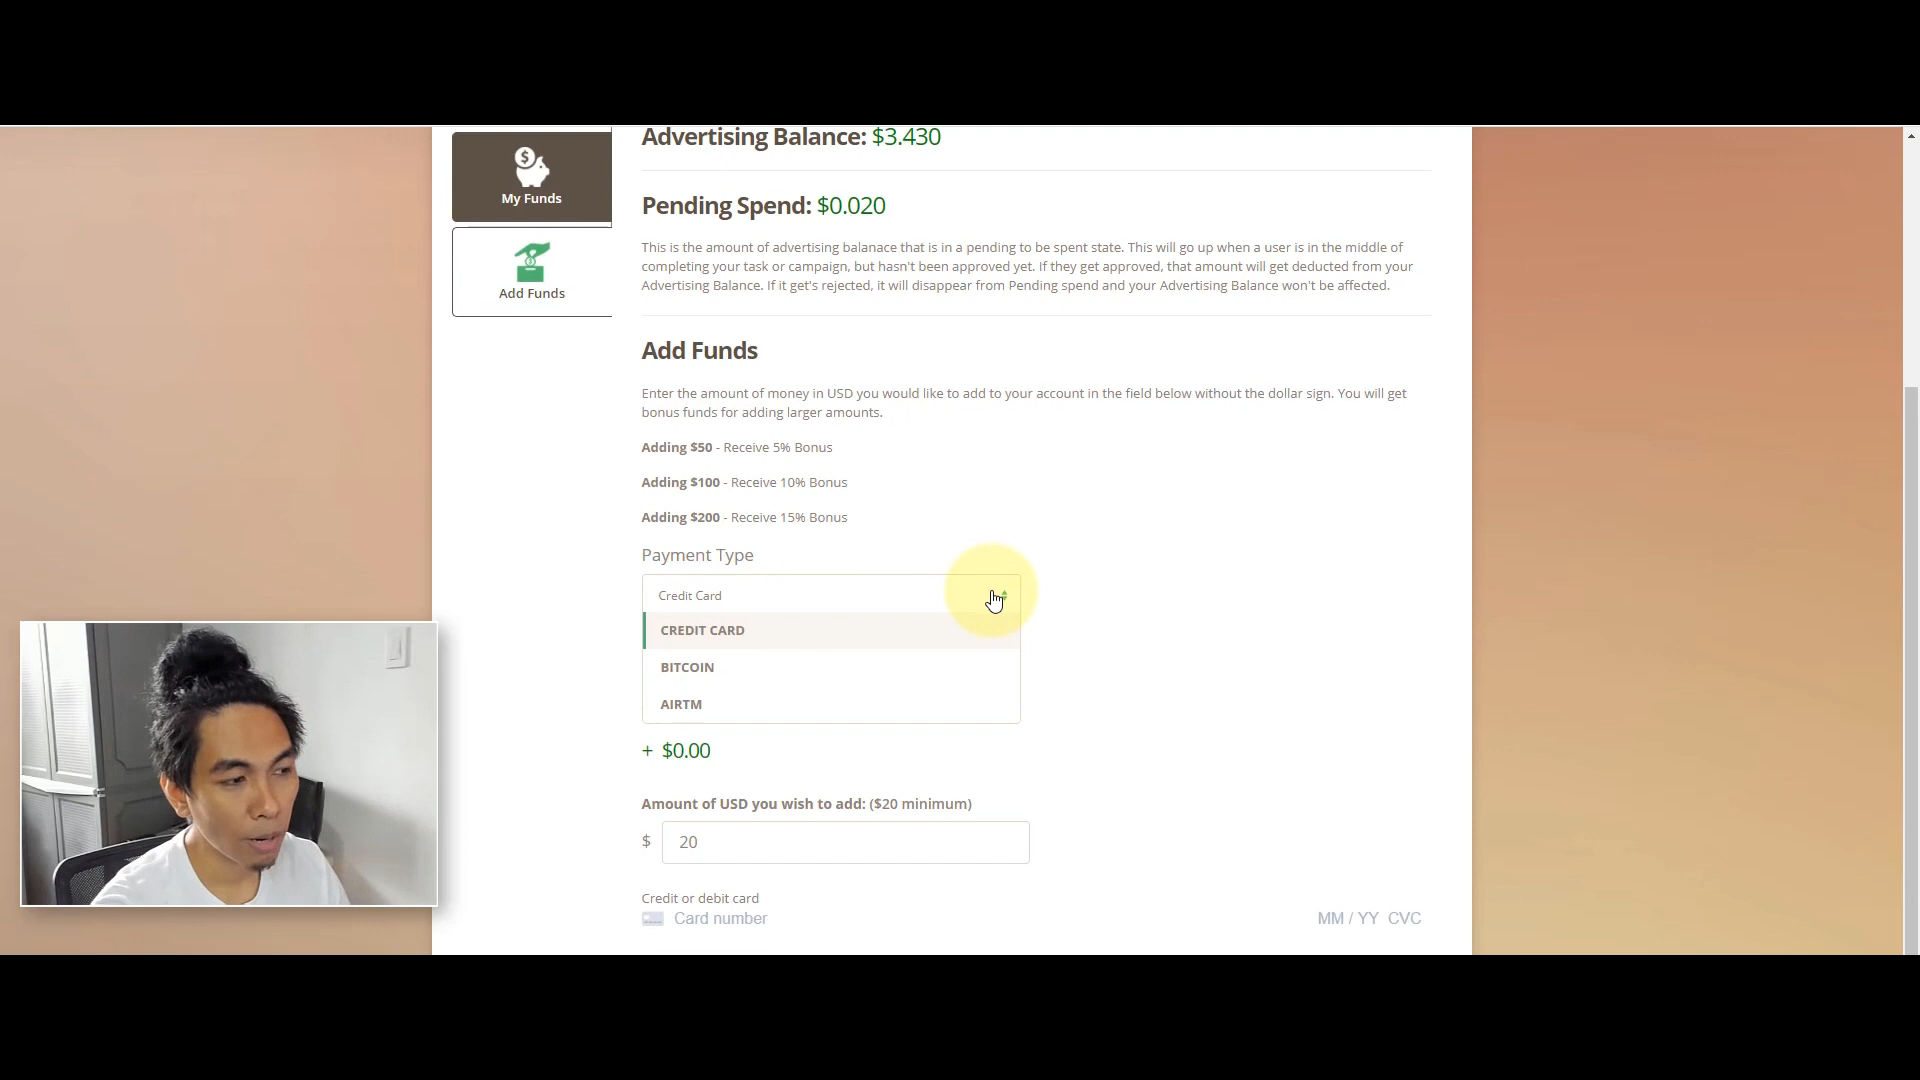 Advertising Balance: $3.430
My Funds
Pending Spend: $0.020
This is the amount of advertising balanace that is in a pending to be spent state. This will go up when a user is in the middle of
completing your task or campaign, but hasn't been approved yet. If they get approved, that amount will get deducted from your
Advertising Balance. If it get's rejected, it will disappear from Pending spend and your Advertising Balance won't be affected.
Add Funds
Add Funds
Enter the amount of money in USD you would like to add to your account in the field below without the dollar sign. You will get
bonus funds for adding larger amounts.
Adding $50 - Receive 5% Bonus
Adding $100 - Receive 10% Bonus
Adding $200 - Receive 15% Bonus
Payment Type
Credit Card
CREDIT CARD
BITCOIN
AIRTM
+ $0.00
Amount of USD you wish to add: ($20 minimum)
$ 20
Credit or debit card
Card number MM / YY CVC